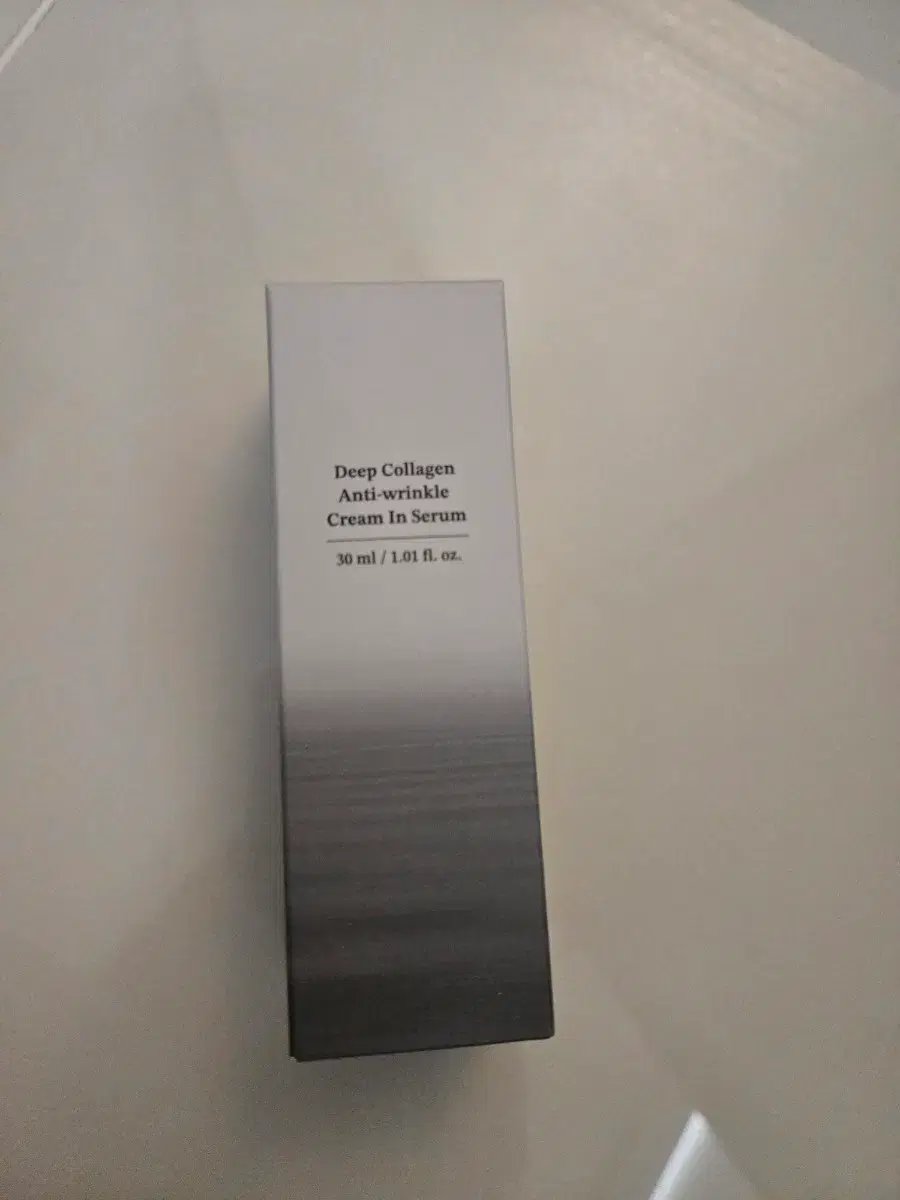 Deep Collagen
Anti-wrinkle
Cream In Serum
30 ml / 1.01 fl. oz.